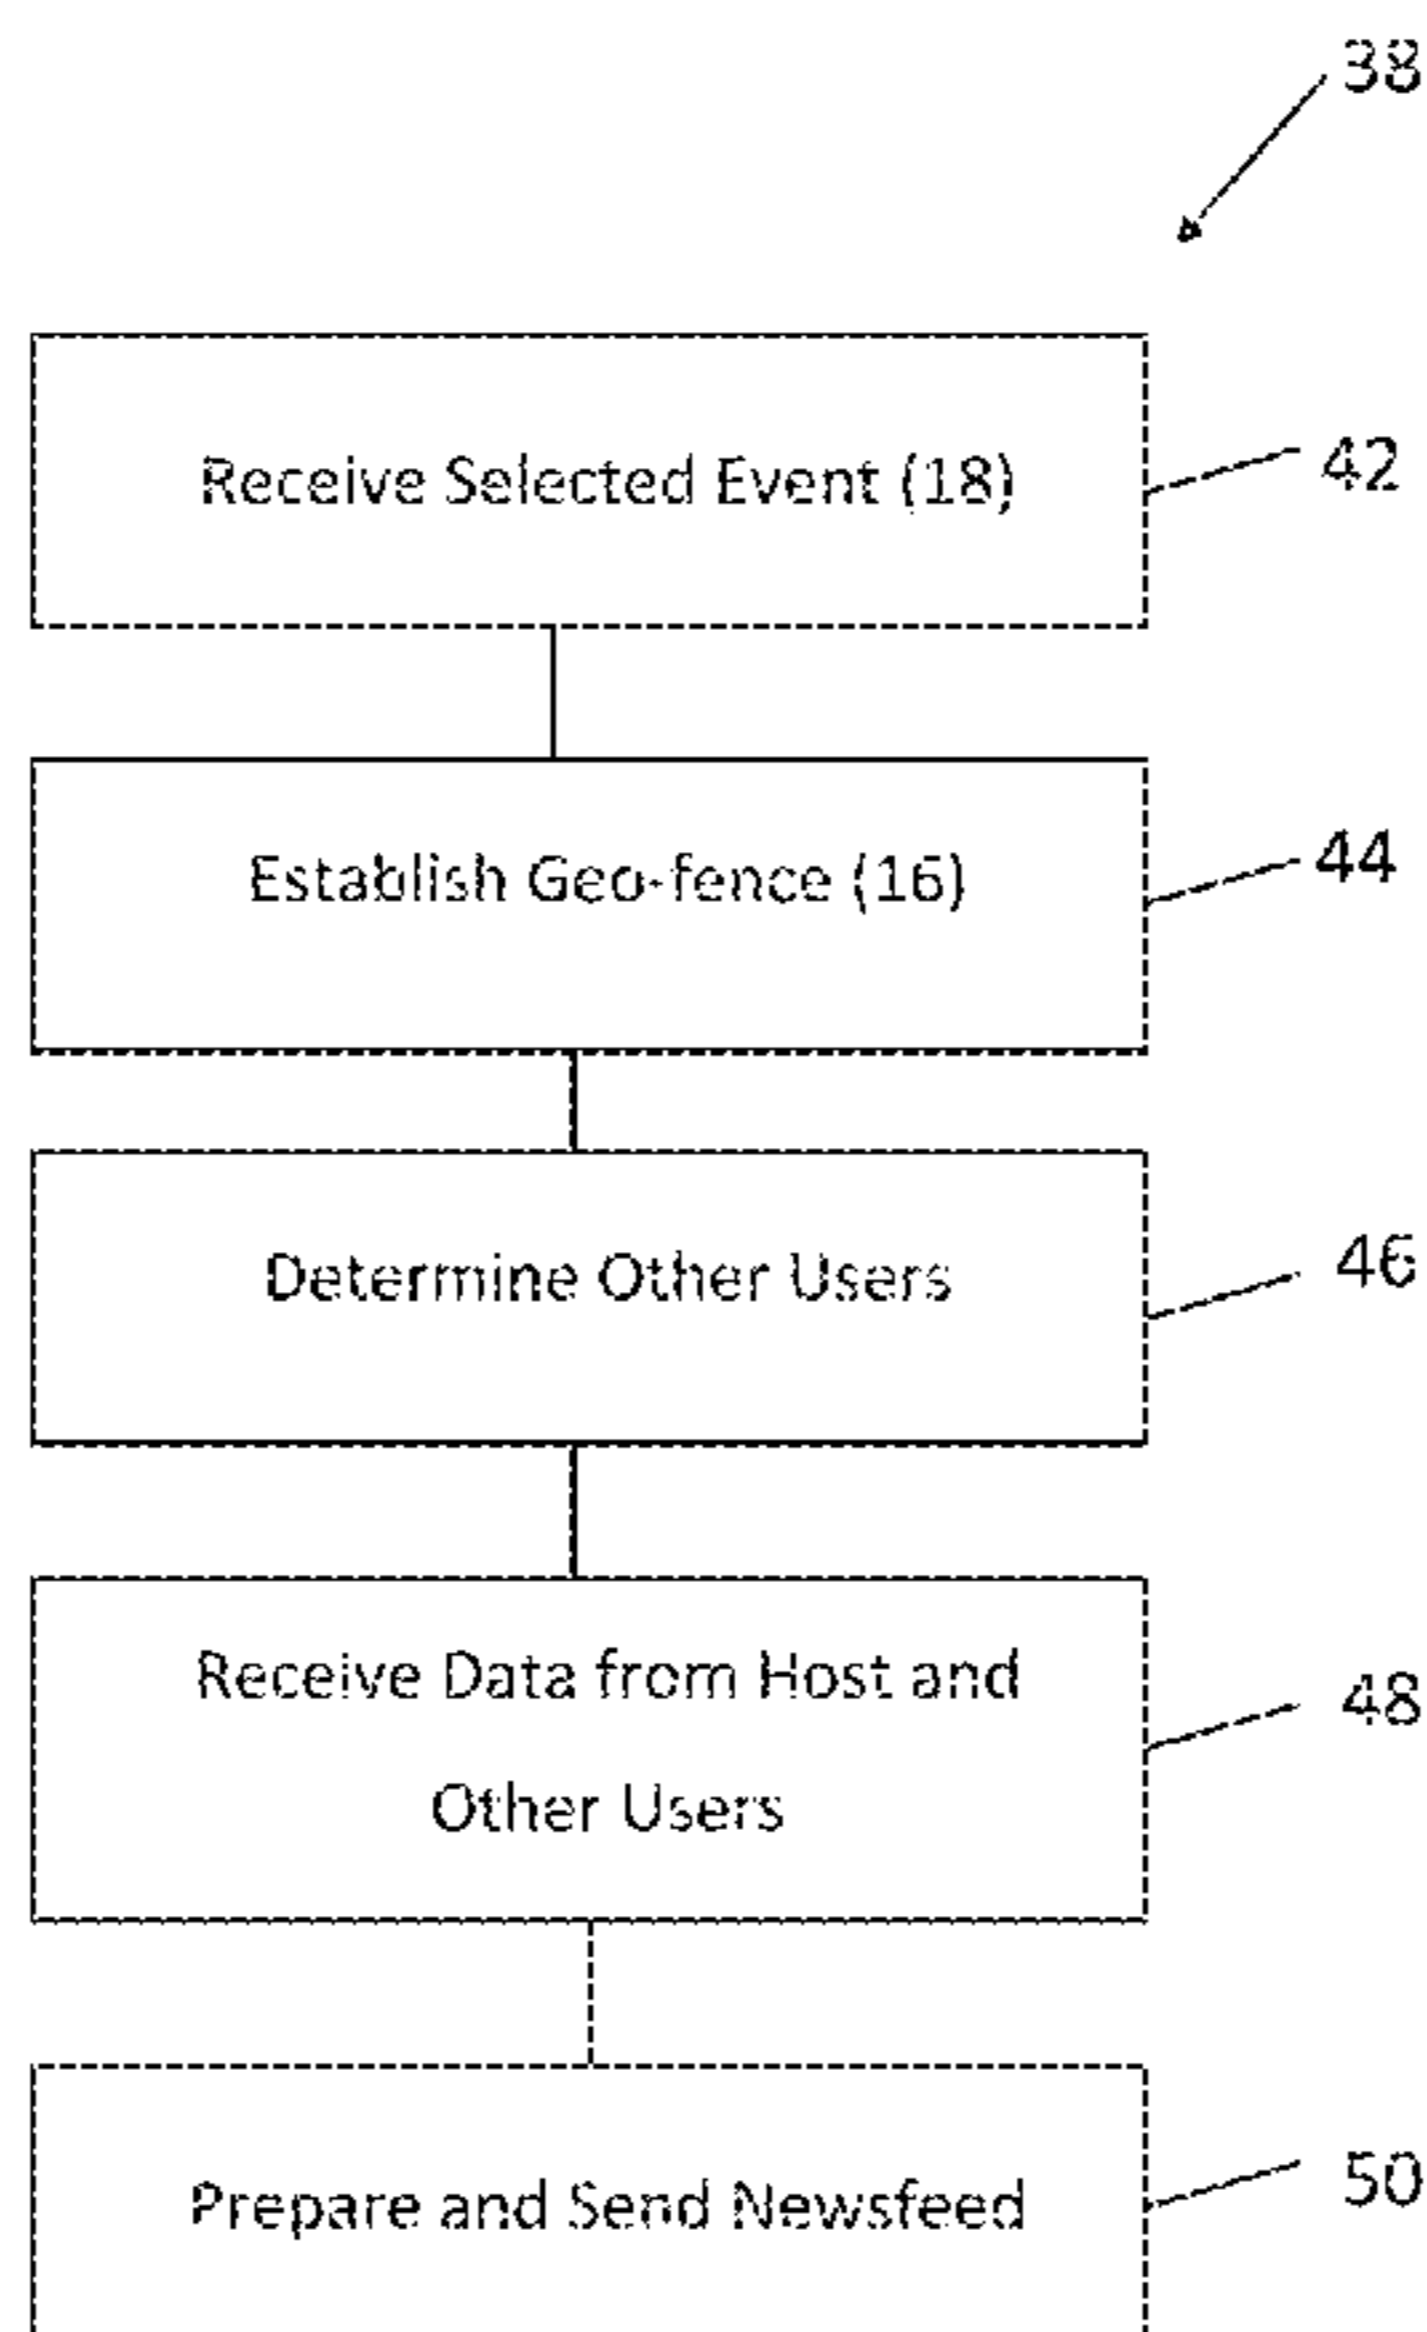 38
Receive Selected Event (18)
42
Establish Geo-fence (16)
44
Determine Other Users
46
Receive Data from Host and
Other Users
48
Prepare and Send Newsfeed
50